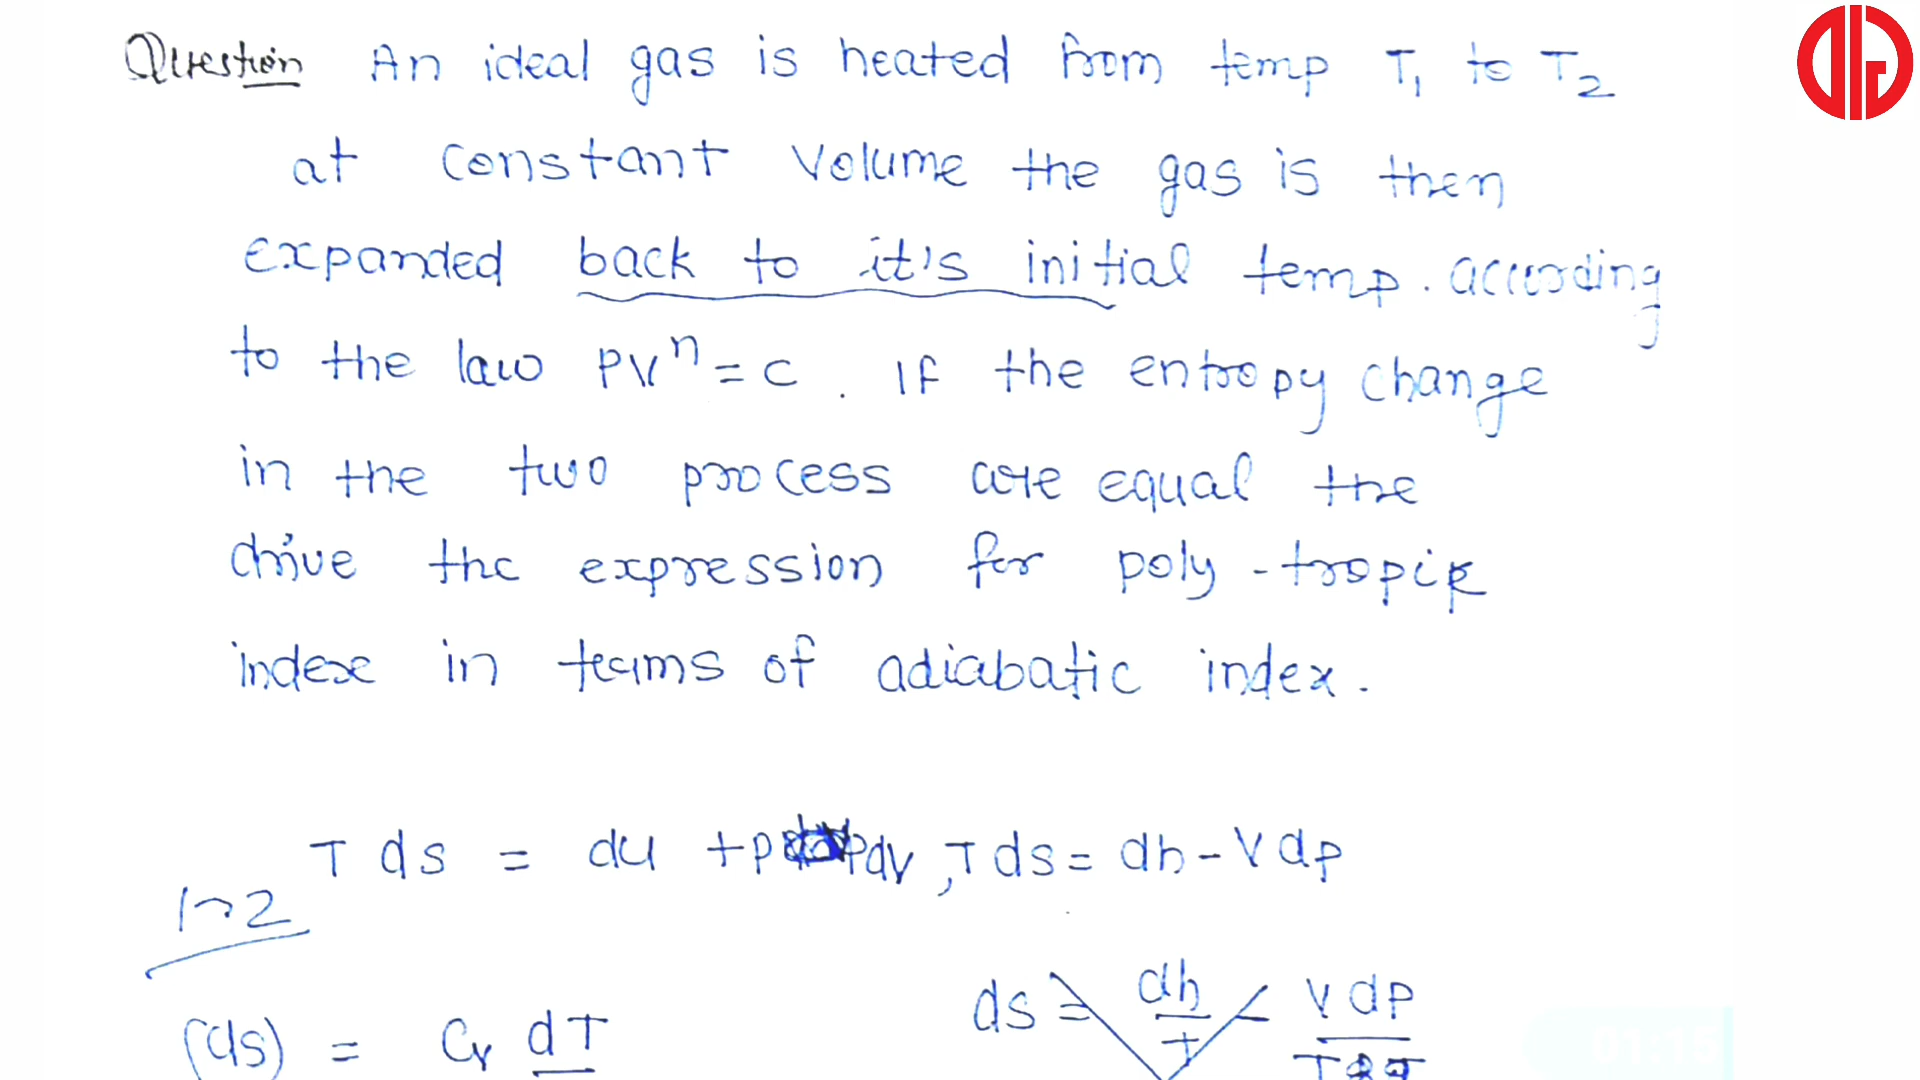 Question An ideal gas is heated from temp T₁ to T₂
at constant volume the gas is then
expanded back to it's initial temp. according
to the law PVⁿ = C. If the entropy change
in the two process are equal the
drive the expression for poly-tropic
index in terms of adiabatic index.
T ds = du + pdv, T ds = dh - Vdp
1→2
ds = dh/T - Vdp
(ds) = Cv dT